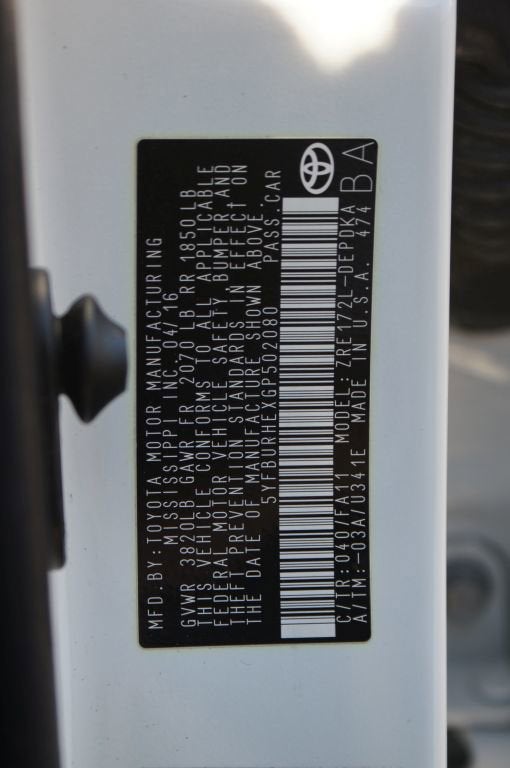 MFD.BY:TOYOTA MOTOR MANUFACTURING
MISSISSIPPI INC.04/16
GVWR 3820LB GAWR FR 2070 LB RR 1850LB
THIS VEHICLE CONFORMS TO ALL APPLICABLE
FEDERAL MOTOR VEHICLE SAFETY BUMPER AND
THEFT PREVENTION STANDARDS IN EFFECT ON
THE DATE OF MANUFACTURE SHOWN ABOVE.
5YFBURHEXGP502080 PASS.CAR
C/TR: 040/FA11 MODEL: ZRE172L-DEPDKA
A/TM:-03A/U341E MADE IN U.S.A. 474
BA